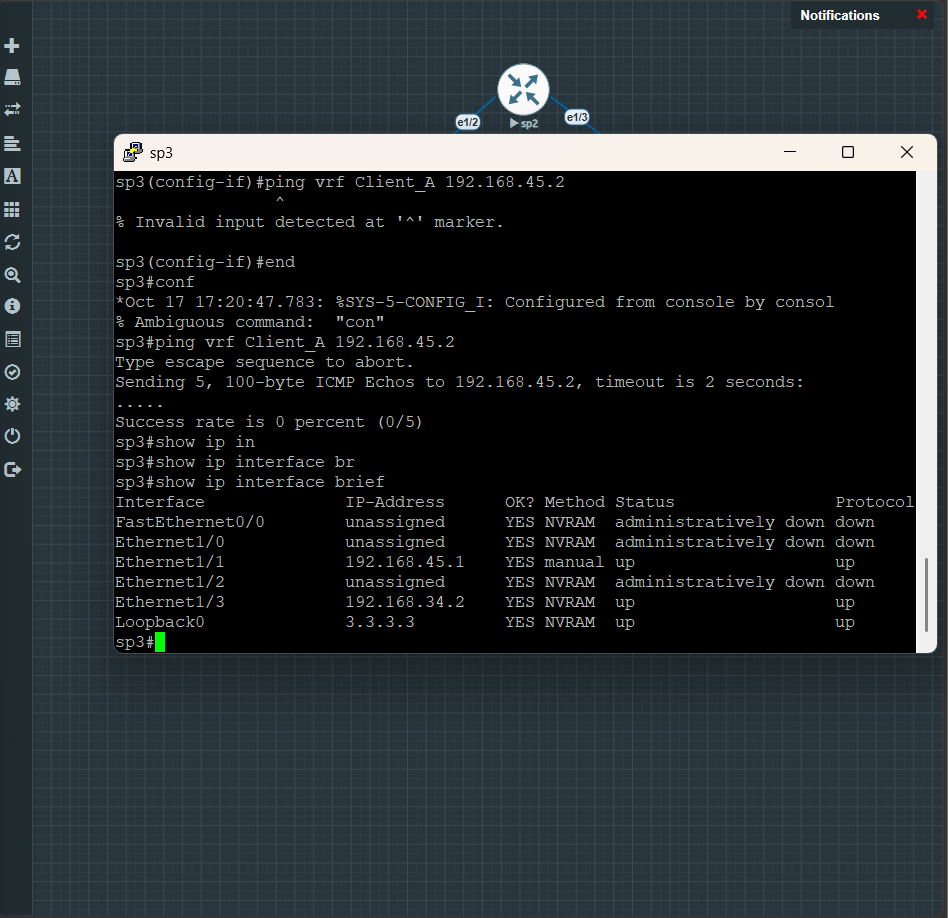 Notifications
e1/2
e1/3
sp2
sp3
sp3(config-if)#ping vrf Client_A 192.168.45.2
^
% Invalid input detected at '^' marker.
sp3(config-if)#end
sp3#conf
*Oct 17 17:20:47.783: %SYS-5-CONFIG_I: Configured from console by consol
% Ambiguous command:  "con"
sp3#ping vrf Client_A 192.168.45.2
Type escape sequence to abort.
Sending 5, 100-byte ICMP Echos to 192.168.45.2, timeout is 2 seconds:
.....
Success rate is 0 percent (0/5)
sp3#show ip in
sp3#show ip interface br
sp3#show ip interface brief
Interface              IP-Address      OK? Method Status                Protocol
FastEthernet0/0        unassigned      YES NVRAM  administratively down down
Ethernet1/0            unassigned      YES NVRAM  administratively down down
Ethernet1/1            192.168.45.1    YES manual up                    up
Ethernet1/2            unassigned      YES NVRAM  administratively down down
Ethernet1/3            192.168.34.2    YES NVRAM  up                    up
Loopback0              3.3.3.3         YES NVRAM  up                    up
sp3#